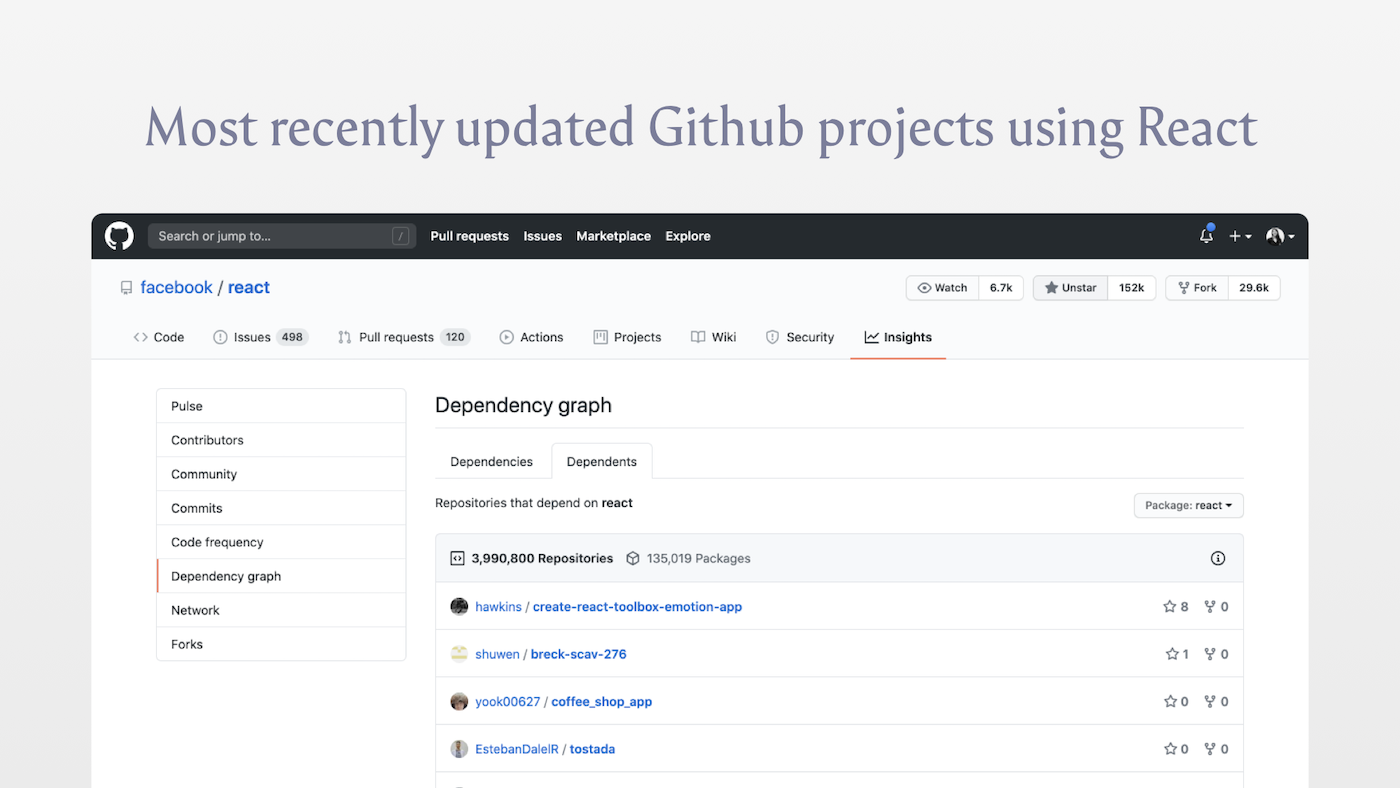 Most recently updated Github projects using React
Search or jump to... / Pull requests Issues Marketplace Explore
facebook / react Watch 6.7k Unstar 152k Fork 29.6k
Code Issues 498 Pull requests 120 Actions Projects Wiki Security Insights
Pulse
Contributors
Community
Commits
Code frequency
Dependency graph
Network
Forks
Dependency graph
Dependencies Dependents
Repositories that depend on react Package: react
3,990,800 Repositories 135,019 Packages
hawkins / create-react-toolbox-emotion-app 8 0
shuwen / breck-scav-276 1 0
yook00627 / coffee_shop_app 0 0
EstebanDalelR / tostada 0 0